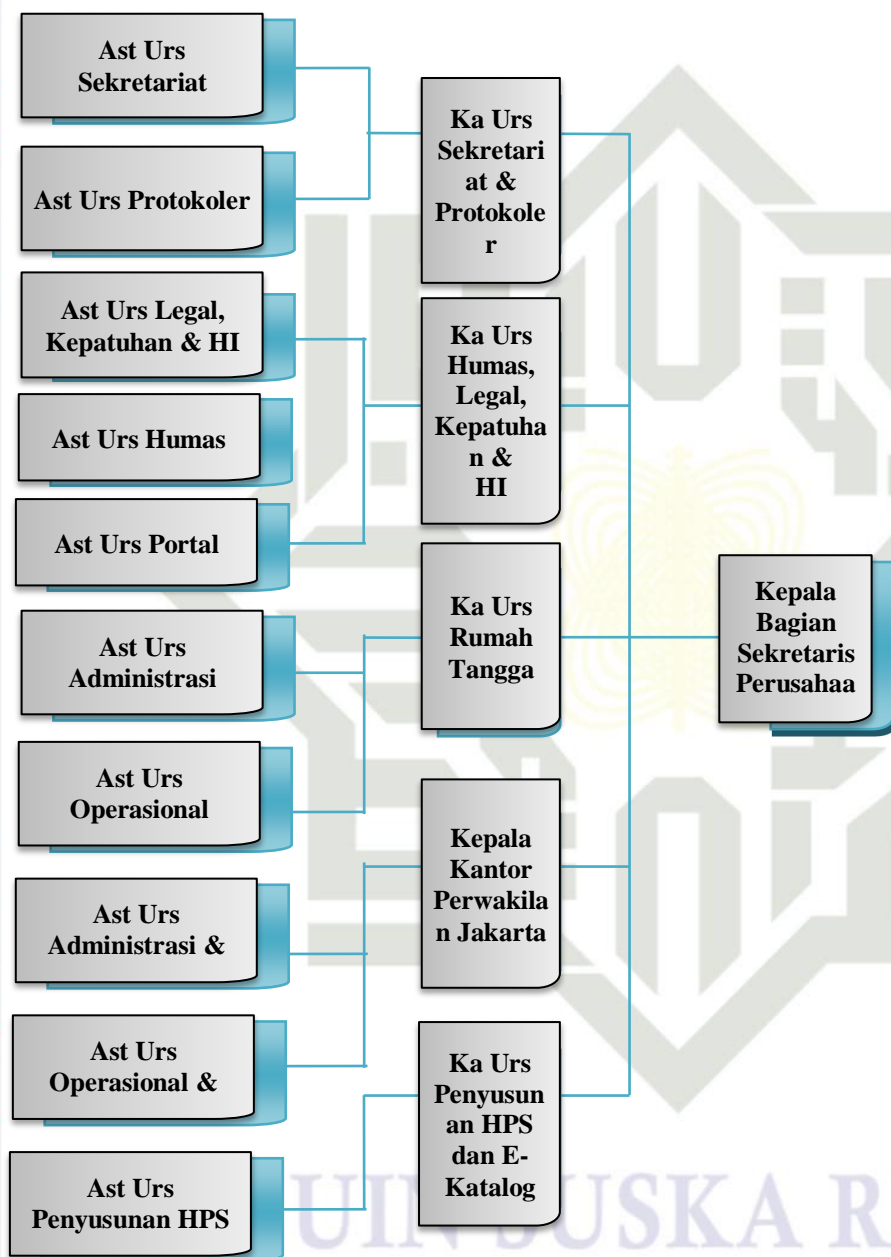 Ast Urs
Sekretariat
Ast Urs Protokoler
Ast Urs Legal,
Kepatuhan & HI
Ast Urs Humas
Ast Urs Portal
Ast Urs
Administrasi
Ast Urs
Operasional
Ast Urs
Administrasi &
Ast Urs
Operasional &
Ast Urs
Penyusunan HPS
Ka Urs
Sekretari
at &
Protokole
r
Ka Urs
Humas,
Legal,
Kepatuha
n &
HI
Ka Urs
Rumah
Tangga
Kepala
Kantor
Perwakila
n Jakarta
Ka Urs
Penyusun
an HPS
dan E-
Katalog
Kepala
Bagian
Sekretaris
Perusahaa
UIN SUSKA R